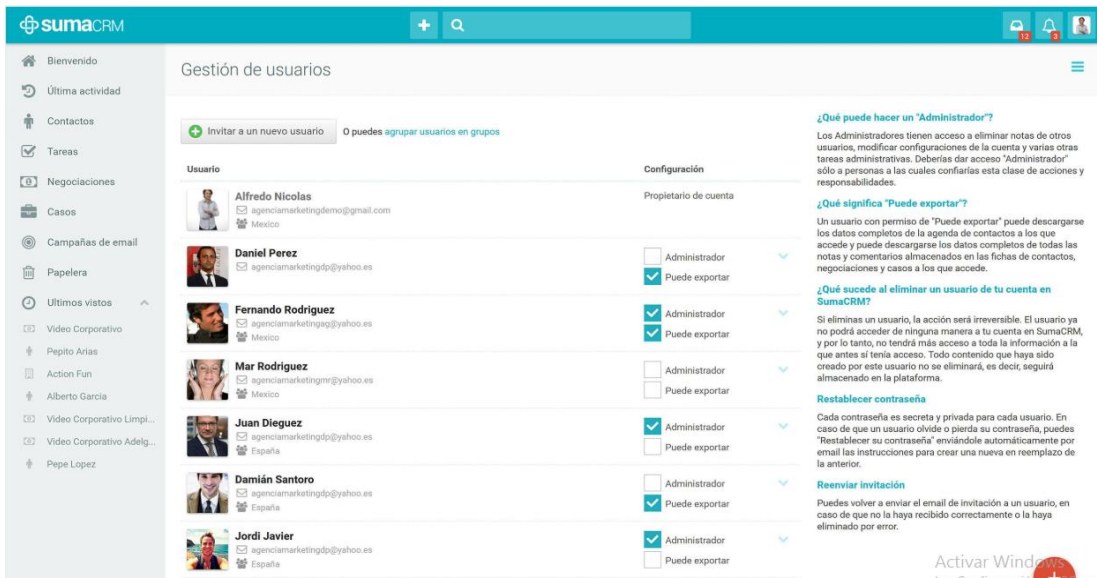 sumaCRM
12
3
Bienvenido
Última actividad
Contactos
Tareas
Negociaciones
Casos
Campañas de email
Papelera
Ultimos vistos
Video Corporativo
Pepito Arias
Action Fun
Alberto Garcia
Video Corporativo Limpi...
Video Corporativo Adelg...
Pepe Lopez
Gestión de usuarios
Invitar a un nuevo usuario
O puedes agrupar usuarios en grupos
Usuario
Configuración
Alfredo Nicolas
agenciamarketingdemo@gmail.com
Mexico
Propietario de cuenta
Daniel Perez
agenciamarketingdp@yahoo.es
Administrador
Puede exportar
Fernando Rodriguez
agenciamarketingag@yahoo.es
Mexico
Administrador
Puede exportar
Mar Rodriguez
agenciamarketingmr@yahoo.es
Mexico
Administrador
Puede exportar
Juan Dieguez
agenciamarketingdp@yahoo.es
España
Administrador
Puede exportar
Damián Santoro
agenciamarketingdp@yahoo.es
España
Administrador
Puede exportar
Jordi Javier
agenciamarketingdp@yahoo.es
España
Administrador
Puede exportar
¿Qué puede hacer un "Administrador"?
Los Administradores tienen acceso a eliminar notas de otros
usuarios, modificar configuraciones de la cuenta y varias otras
tareas administrativas. Deberías dar acceso "Administrador"
sólo a personas a las cuales confiarías esta clase de acciones y
responsabilidades.
¿Qué significa "Puede exportar"?
Un usuario con permiso de "Puede exportar" puede descargarse
los datos completos de la agenda de contactos a los que
accede y puede descargarse los datos completos de todas las
notas y comentarios almacenados en las fichas de contactos,
negociaciones y casos a los que accede.
¿Qué sucede al eliminar un usuario de tu cuenta en
SumaCRM?
Si eliminas un usuario, la acción será irreversible. El usuario ya
no podrá acceder de ninguna manera a tu cuenta en SumaCRM,
y por lo tanto, no tendrá más acceso a toda la información a la
que antes sí tenía acceso. Todo contenido que haya sido
creado por este usuario no se eliminará, es decir, seguirá
almacenado en la plataforma.
Restablecer contraseña
Cada contraseña es secreta y privada para cada usuario. En
caso de que un usuario olvide o pierda su contraseña, puedes
"Restablecer su contraseña" enviándole automáticamente por
email las instrucciones para crear una nueva en reemplazo de
la anterior.
Reenviar invitación
Puedes volver a enviar el email de invitación a un usuario, en
caso de que no la haya recibido correctamente o la haya
eliminado por error.
Activar Windows